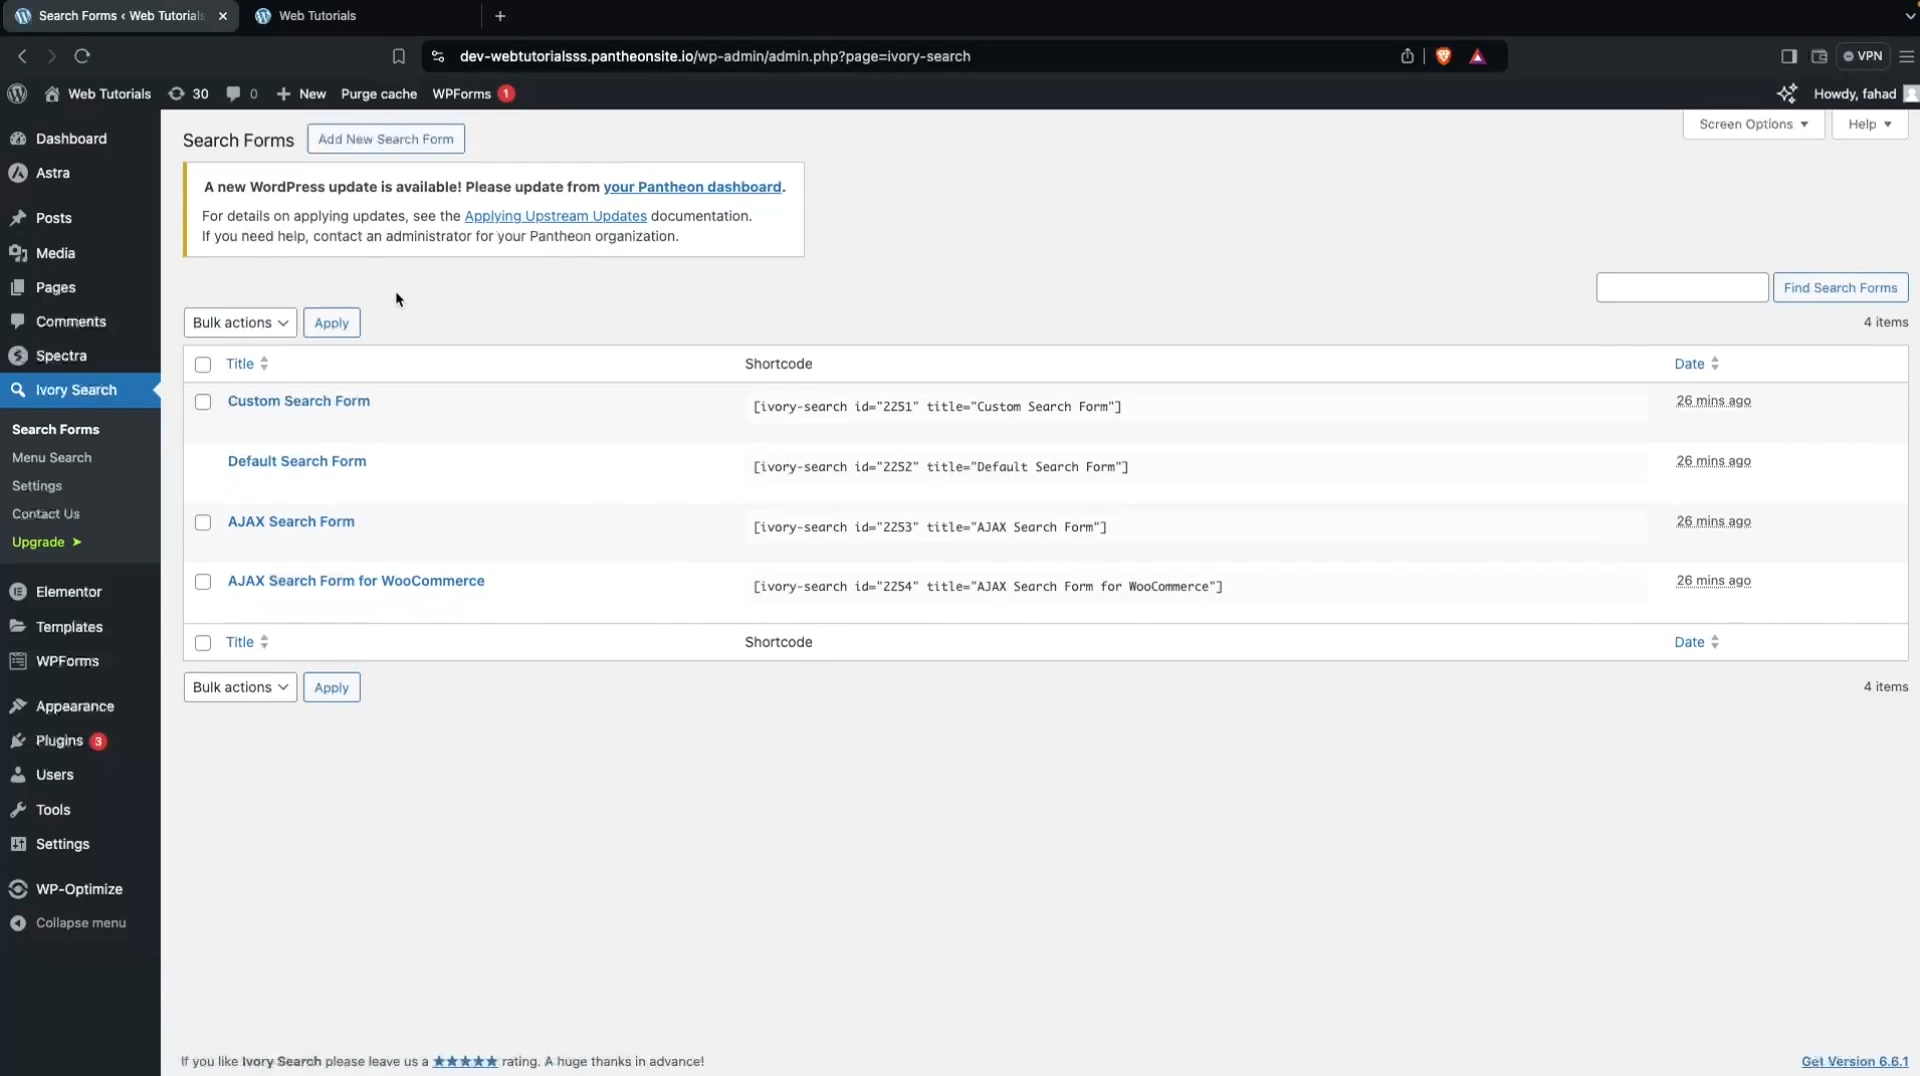 Search Forms ‹ Web Tutorials
Web Tutorials
dev-webtutorialsss.pantheonsite.io/wp-admin/admin.php?page=ivory-search
VPN
Web Tutorials 30 0 New Purge cache WPForms 1
Howdy, fahad
Dashboard
Astra
Posts
Media
Pages
Comments
Spectra
Ivory Search
Search Forms
Menu Search
Settings
Contact Us
Upgrade ➤
Elementor
Templates
WPForms
Appearance
Plugins 3
Users
Tools
Settings
WP-Optimize
Collapse menu
Screen Options ▼
Help ▼
Search Forms
Add New Search Form
A new WordPress update is available! Please update from your Pantheon dashboard.
For details on applying updates, see the Applying Upstream Updates documentation.
If you need help, contact an administrator for your Pantheon organization.
Find Search Forms
Bulk actions
Apply
4 items
Title Shortcode Date
Custom Search Form [ivory-search id="2251" title="Custom Search Form"] 26 mins ago
Default Search Form [ivory-search id="2252" title="Default Search Form"] 26 mins ago
AJAX Search Form [ivory-search id="2253" title="AJAX Search Form"] 26 mins ago
AJAX Search Form for WooCommerce [ivory-search id="2254" title="AJAX Search Form for WooCommerce"] 26 mins ago
Title Shortcode Date
Bulk actions
Apply
4 items
If you like Ivory Search please leave us a ★★★★★ rating. A huge thanks in advance!
Get Version 6.6.1